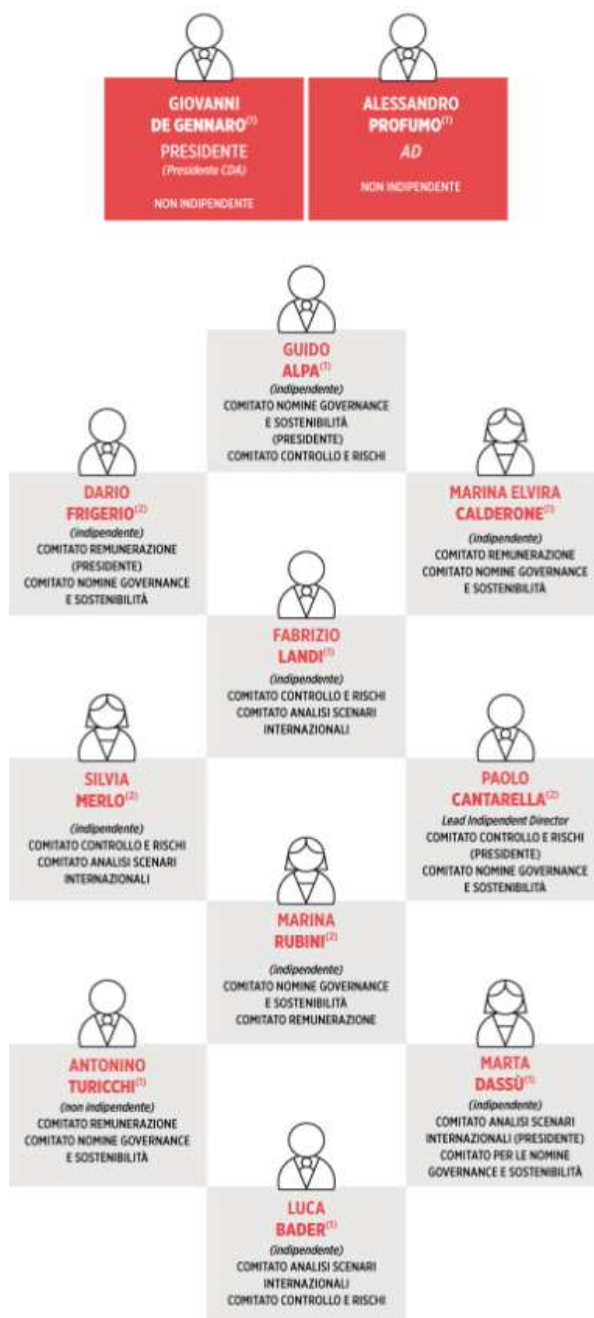 GIOVANNI
DE GENNARO(1)
PRESIDENTE
(Presidente CDA)
NON INDIPENDENTE
ALESSANDRO
PROFUMO(1)
AD
NON INDIPENDENTE
GUIDO
ALPA(1)
(indipendente)
COMITATO NOMINE GOVERNANCE
E SOSTENIBILITÀ
(PRESIDENTE)
COMITATO CONTROLLO E RISCHI
DARIO
FRIGERIO(2)
(indipendente)
COMITATO REMUNERAZIONE
(PRESIDENTE)
COMITATO NOMINE GOVERNANCE
E SOSTENIBILITÀ
MARINA ELVIRA
CALDERONE(1)
(indipendente)
COMITATO REMUNERAZIONE
COMITATO NOMINE GOVERNANCE
E SOSTENIBILITÀ
FABRIZIO
LANDI(1)
(indipendente)
COMITATO CONTROLLO E RISCHI
COMITATO ANALISI SCENARI
INTERNAZIONALI
SILVIA
MERLO(2)
(indipendente)
COMITATO CONTROLLO E RISCHI
COMITATO ANALISI SCENARI
INTERNAZIONALI
PAOLO
CANTARELLA(2)
Lead Indipendent Director
COMITATO CONTROLLO E RISCHI
(PRESIDENTE)
COMITATO NOMINE GOVERNANCE
E SOSTENIBILITÀ
MARINA
RUBINI(2)
(indipendente)
COMITATO NOMINE GOVERNANCE
E SOSTENIBILITÀ
COMITATO REMUNERAZIONE
ANTONINO
TURICCHI(1)
(non indipendente)
COMITATO REMUNERAZIONE
COMITATO NOMINE GOVERNANCE
E SOSTENIBILITÀ
MARTA
DASSÙ(1)
(indipendente)
COMITATO ANALISI SCENARI
INTERNAZIONALI (PRESIDENTE)
COMITATO PER LE NOMINE
GOVERNANCE E SOSTENIBILITÀ
LUCA
BADER(1)
(indipendente)
COMITATO ANALISI SCENARI
INTERNAZIONALI
COMITATO CONTROLLO E RISCHI